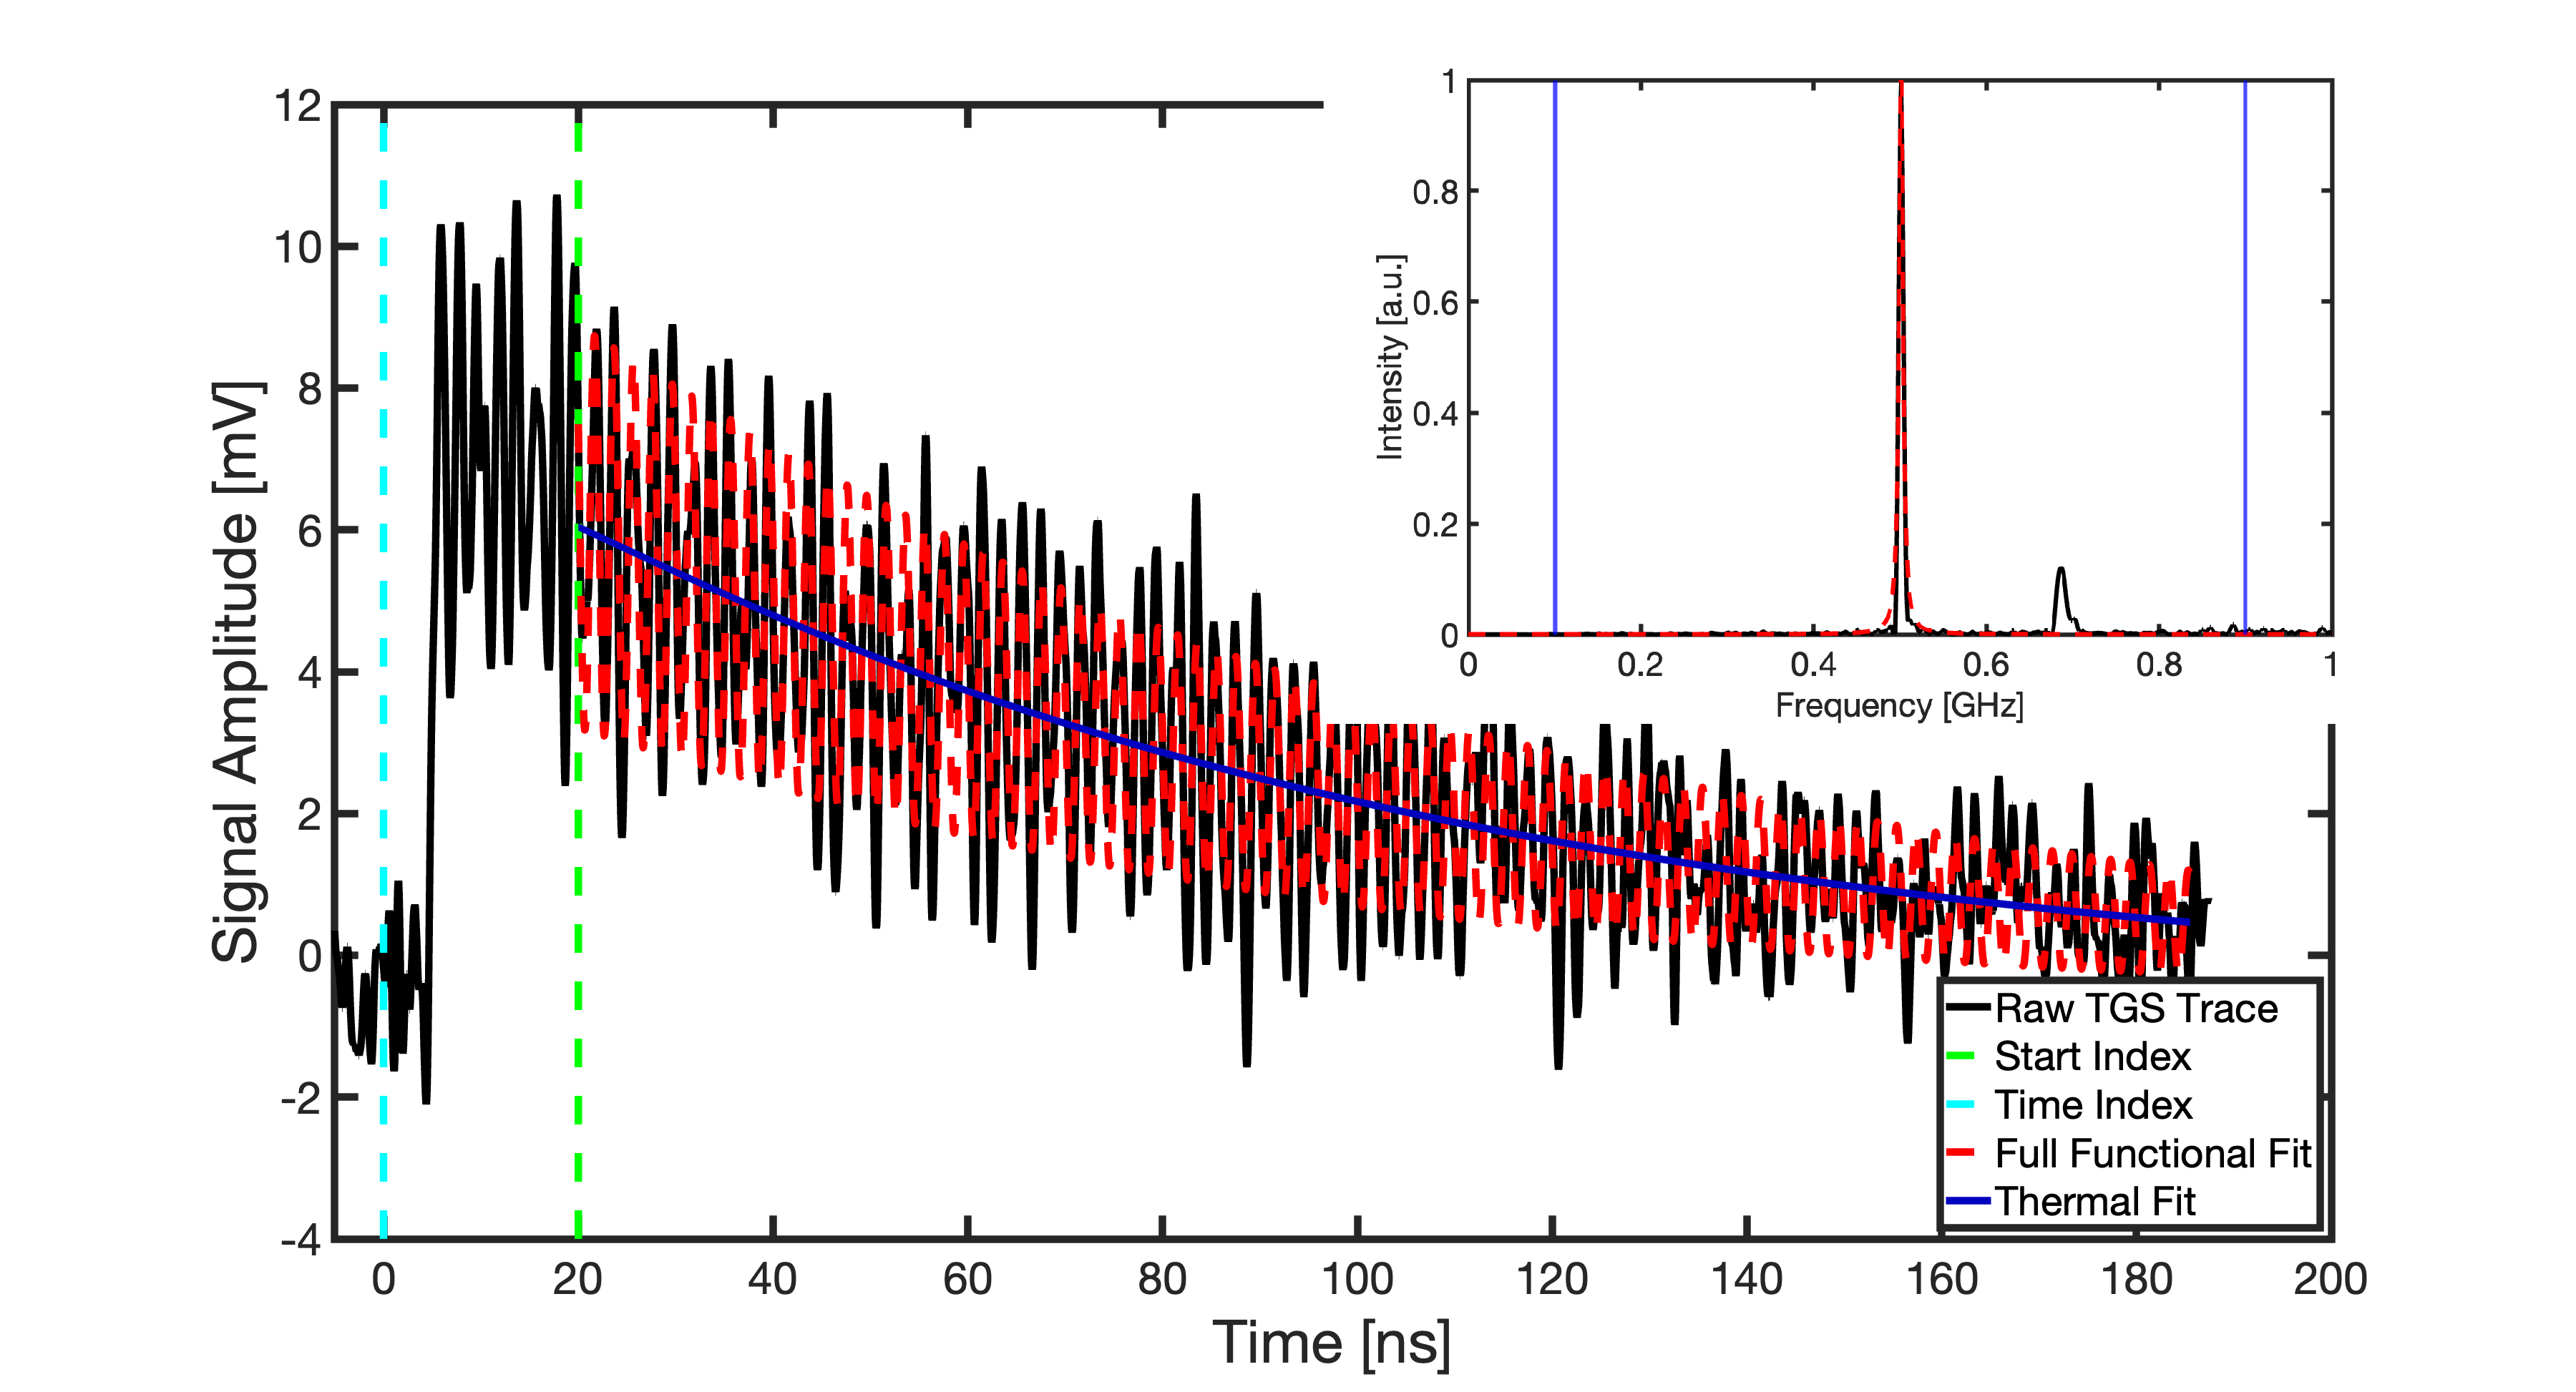 12
10
8
6
4
2
0
-2
-4
Signal Amplitude [mV]
0 20 40 60 80 100 120 140 160 180 200
Time [ns]
1
0.8
0.6
0.4
0.2
0
Intensity [a.u.]
0 0.2 0.4 0.6 0.8 1
Frequency [GHz]
Raw TGS Trace
Start Index
Time Index
Full Functional Fit
Thermal Fit